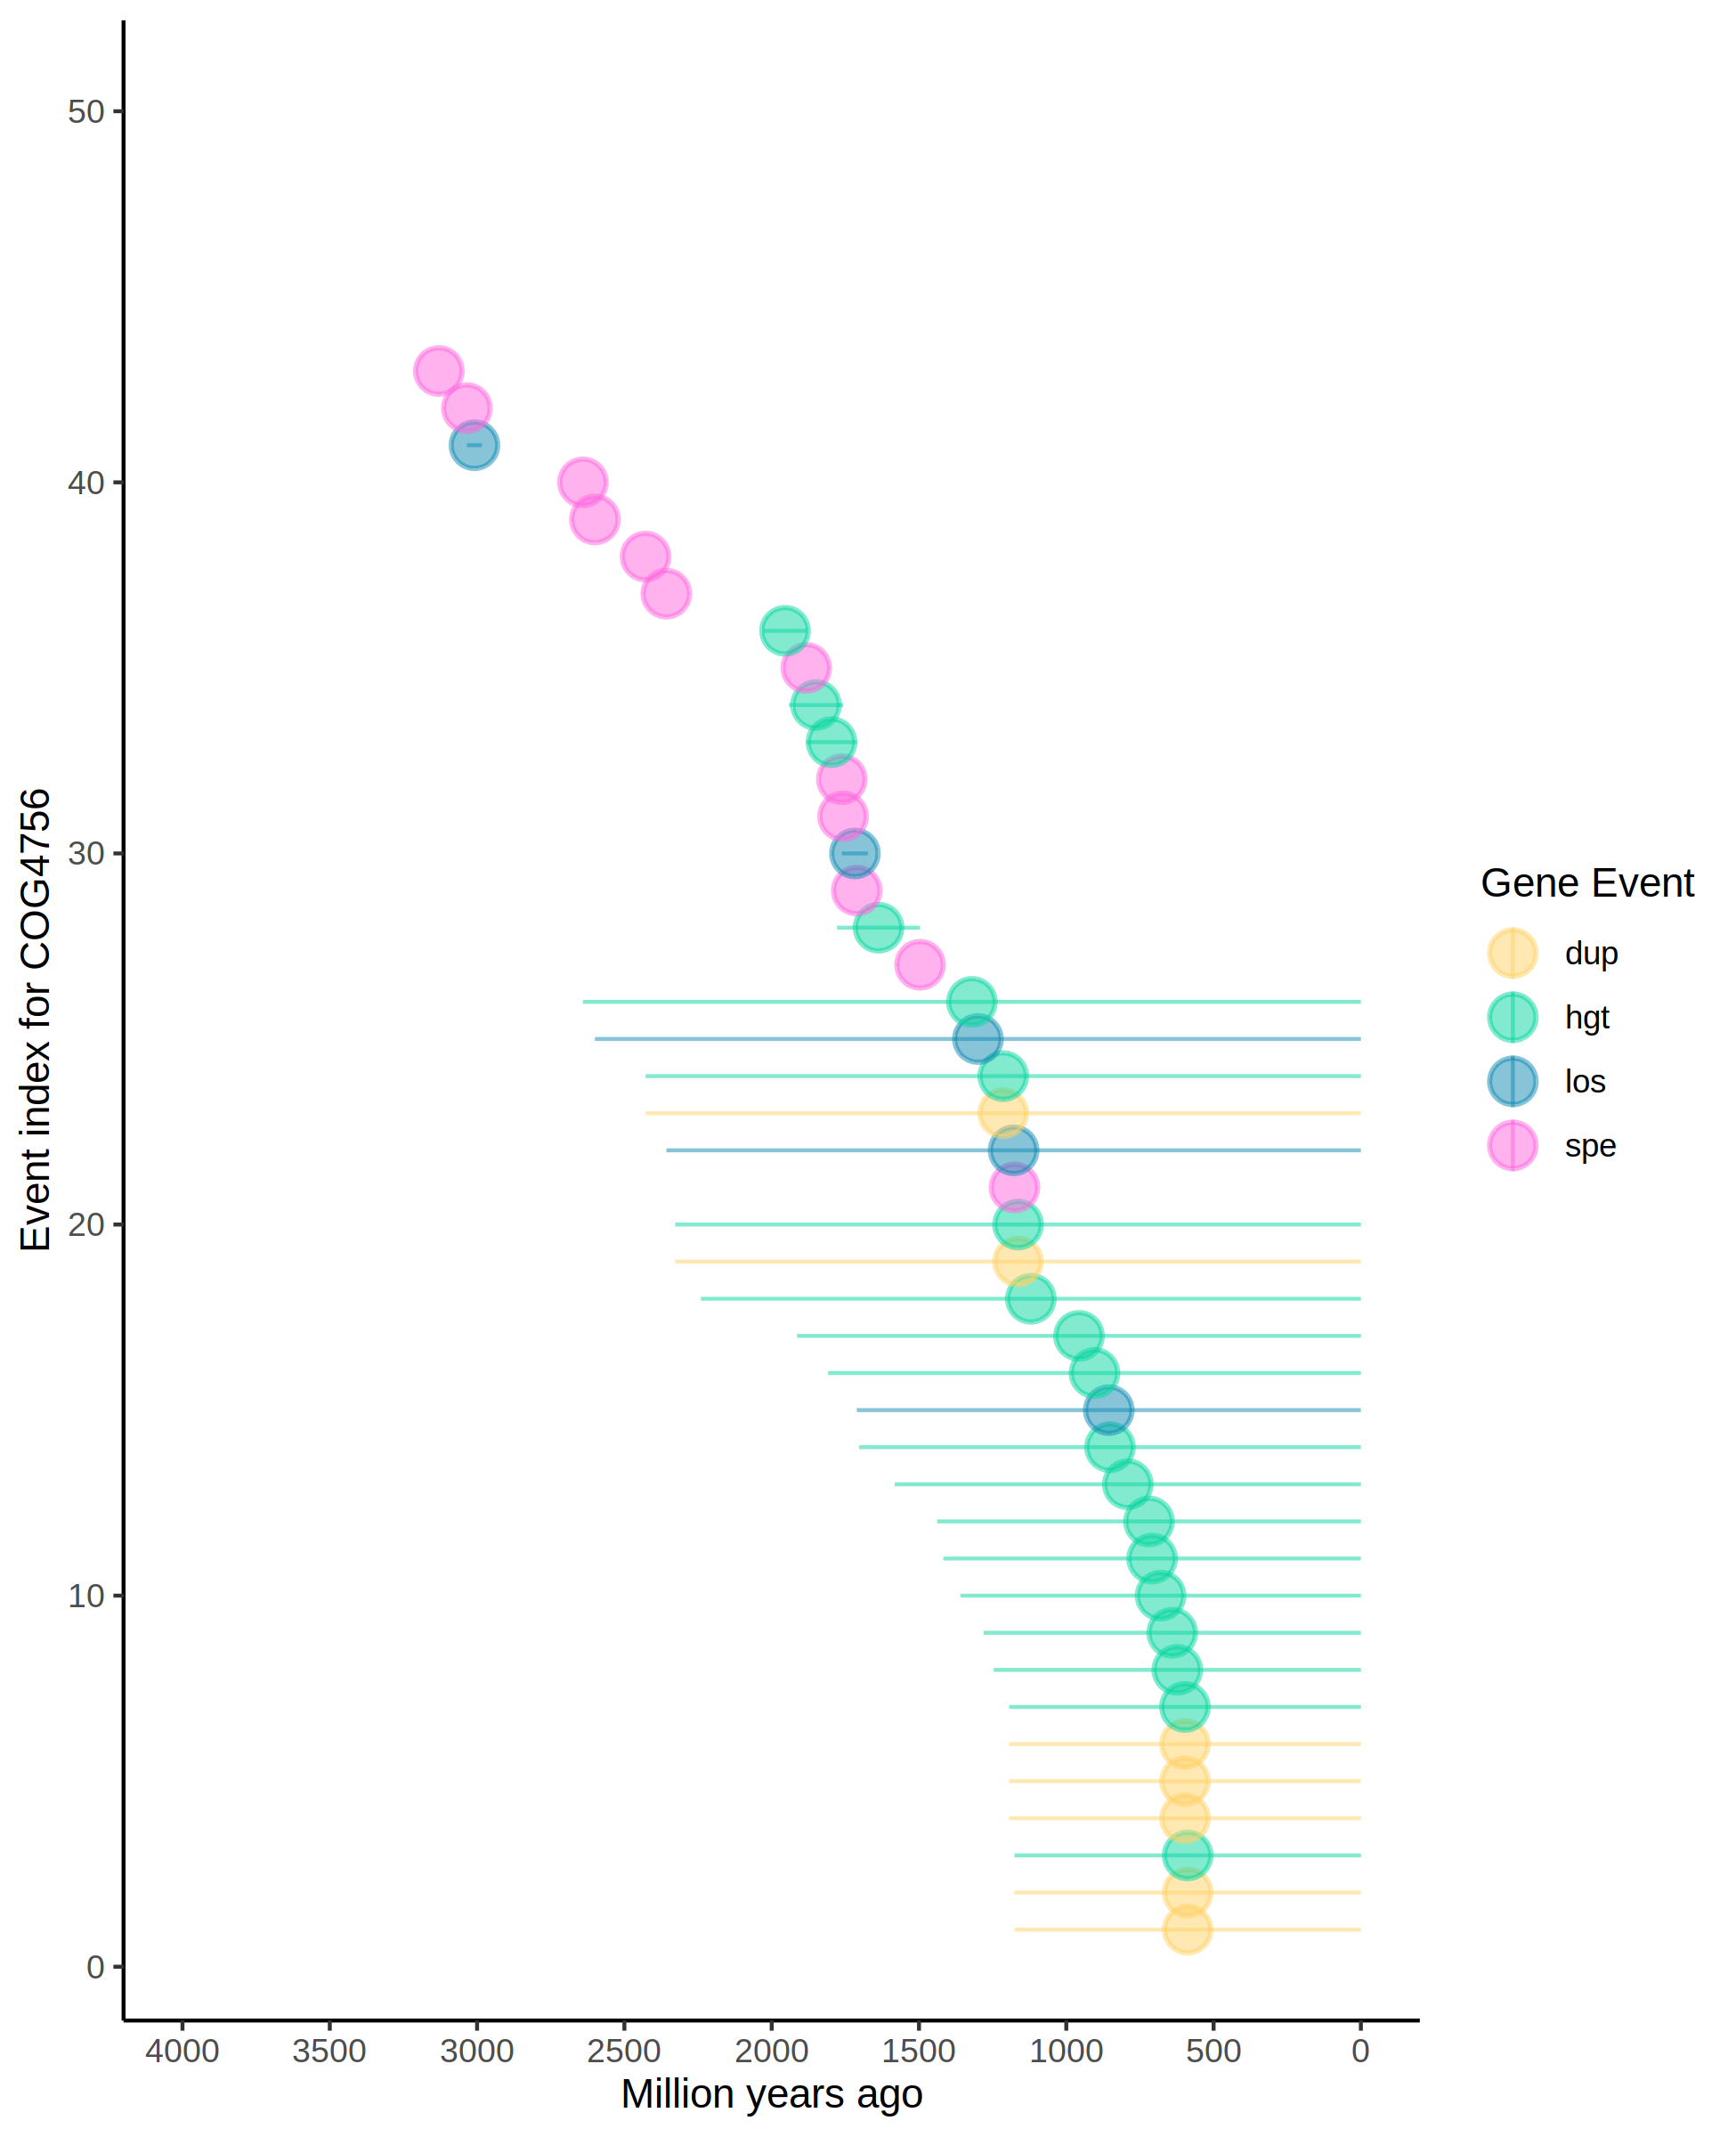 Event index for COG4756
50
40
30
20
10
0
4000 3500 3000 2500 2000 1500 1000 500 0
Million years ago
Gene Event
dup
hgt
los
spe